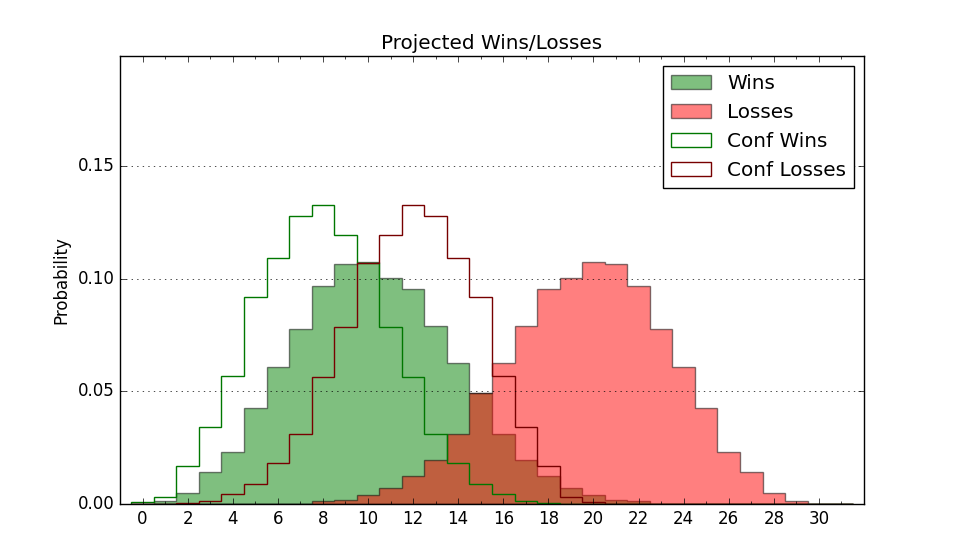 Projected Wins/Losses
Wins
Losses
Conf Wins
Conf Losses
Probability
0.15
0.10
0.05
0.00
0 2 4 6 8 10 12 14 16 18 20 22 24 26 28 30